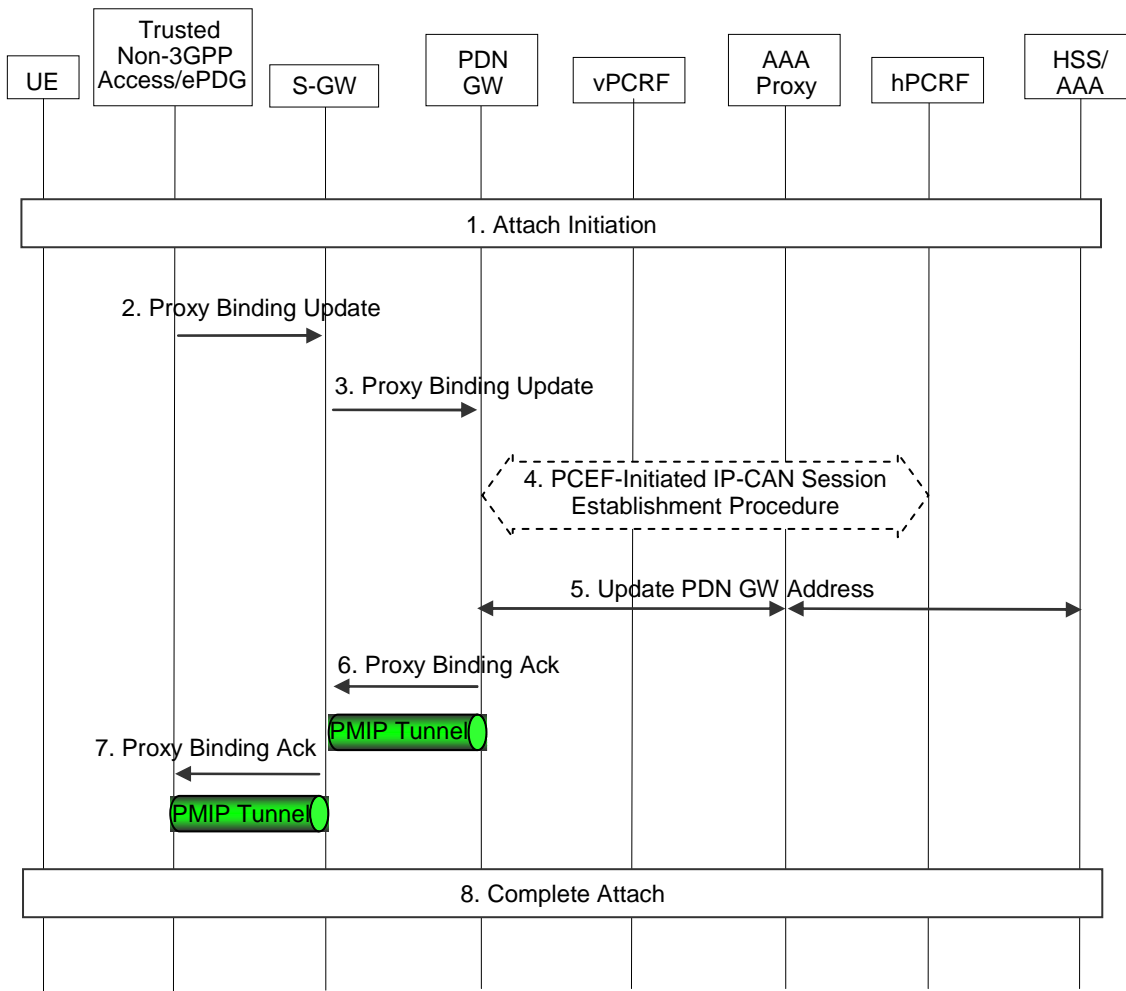 UE
Trusted
Non-3GPP
Access/ePDG
S-GW
PDN
GW
vPCRF
AAA
Proxy
hPCRF
HSS/
AAA
1. Attach Initiation
2. Proxy Binding Update
3. Proxy Binding Update
4. PCEF-Initiated IP-CAN Session
Establishment Procedure
5. Update PDN GW Address
6. Proxy Binding Ack
PMIP Tunnel
7. Proxy Binding Ack
PMIP Tunnel
8. Complete Attach